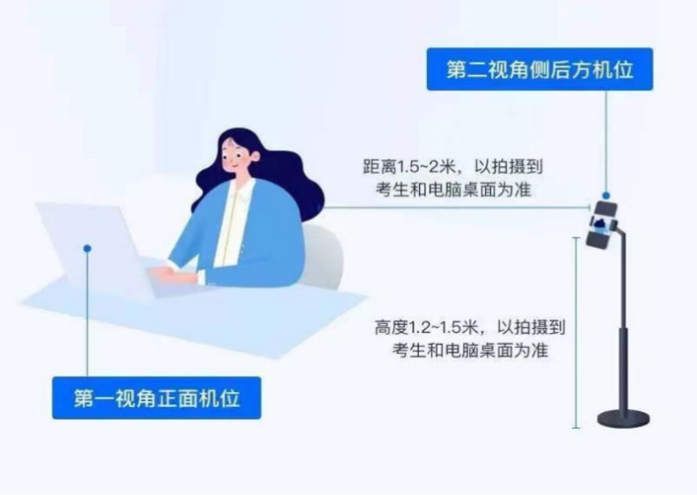 第二视角侧后方机位
距离1.5~2米，以拍摄到
考生和电脑桌面为准
高度1.2~1.5米，以拍摄到
考生和电脑桌面为准
第一视角正面机位